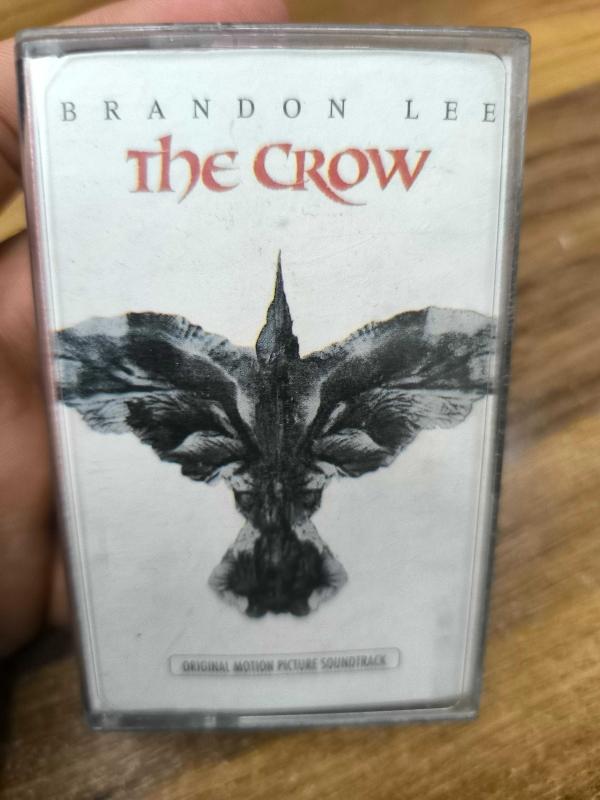 BRANDON LEE
The CROW
ORIGINAL MOTION PICTURE SOUNDTRACK